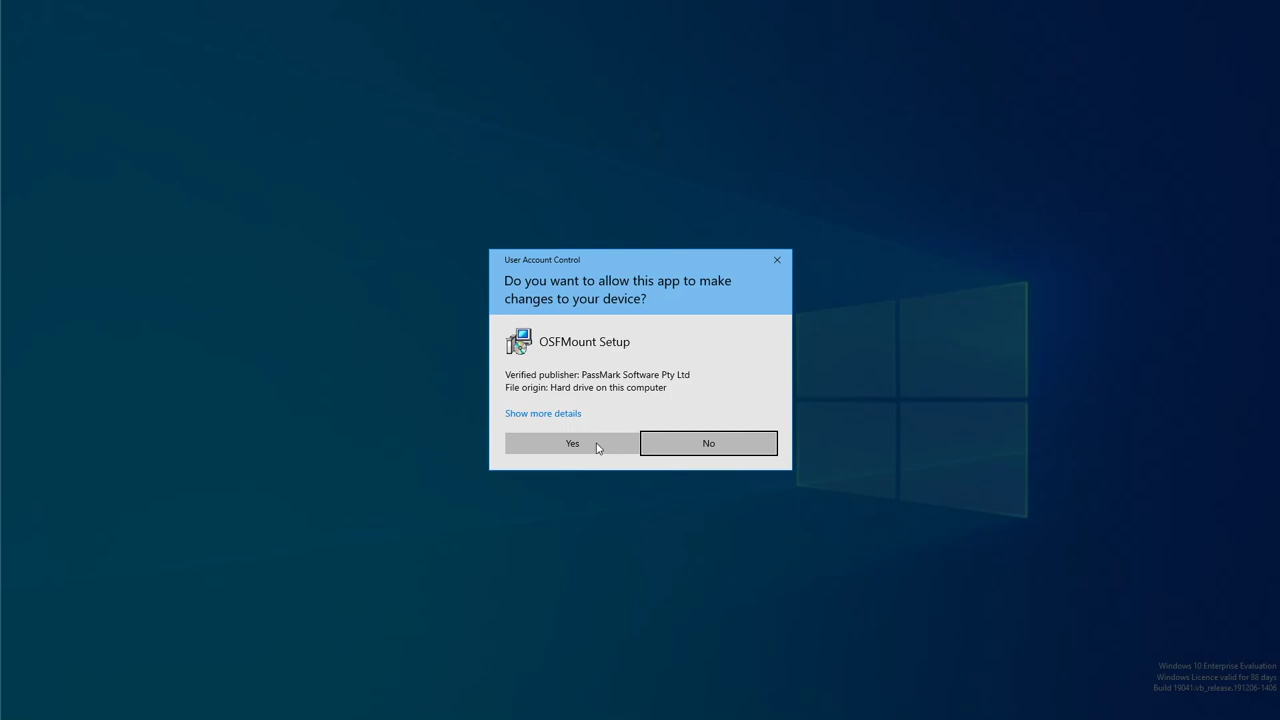 User Account Control
Do you want to allow this app to make
changes to your device?
OSFMount Setup
Verified publisher: PassMark Software Pty Ltd
File origin: Hard drive on this computer
Show more details
Yes
No
Windows 10 Enterprise Evaluation
Windows Licence valid for 88 days
Build 19041.vb_release.191206-1406